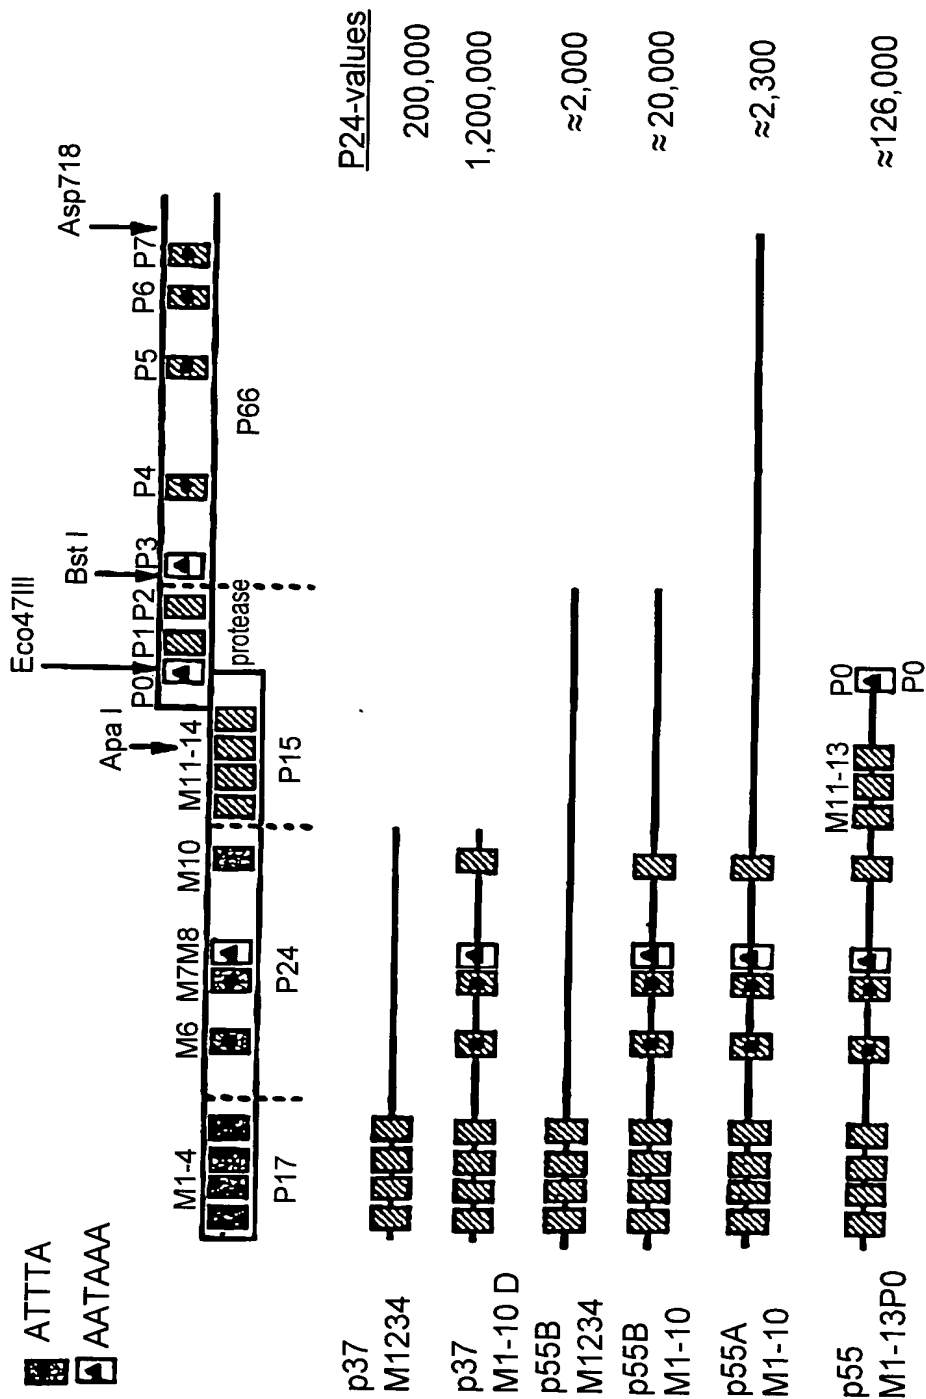 ATTTA
AATAAA
M1-4
M6
M7M8
M10
M11-14
Apa I
P0
Eco47III
P1
P2
Bst I
P3
P4
P5
P6
P7
Asp718
P17
P24
P15
protease
P66
P24-values
p37
M1234
200,000
p37
M1-10 D
1,200,000
p55B
M1234
≈2,000
p55B
M1-10
≈20,000
p55A
M1-10
≈2,300
M11-13
P0
p55
M1-13P0
P0
≈126,000